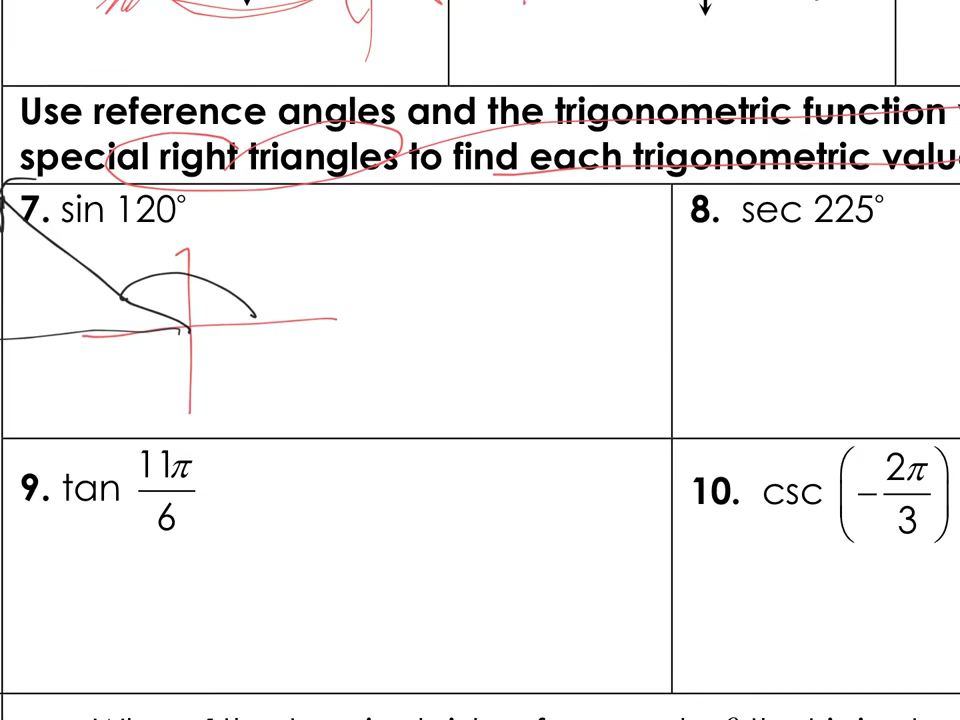 Use reference angles and the trigonometric function
special right triangles to find each trigonometric
7. sin 120°
8. sec 225°
9. tan 11π/6
10. csc (−2π/3)